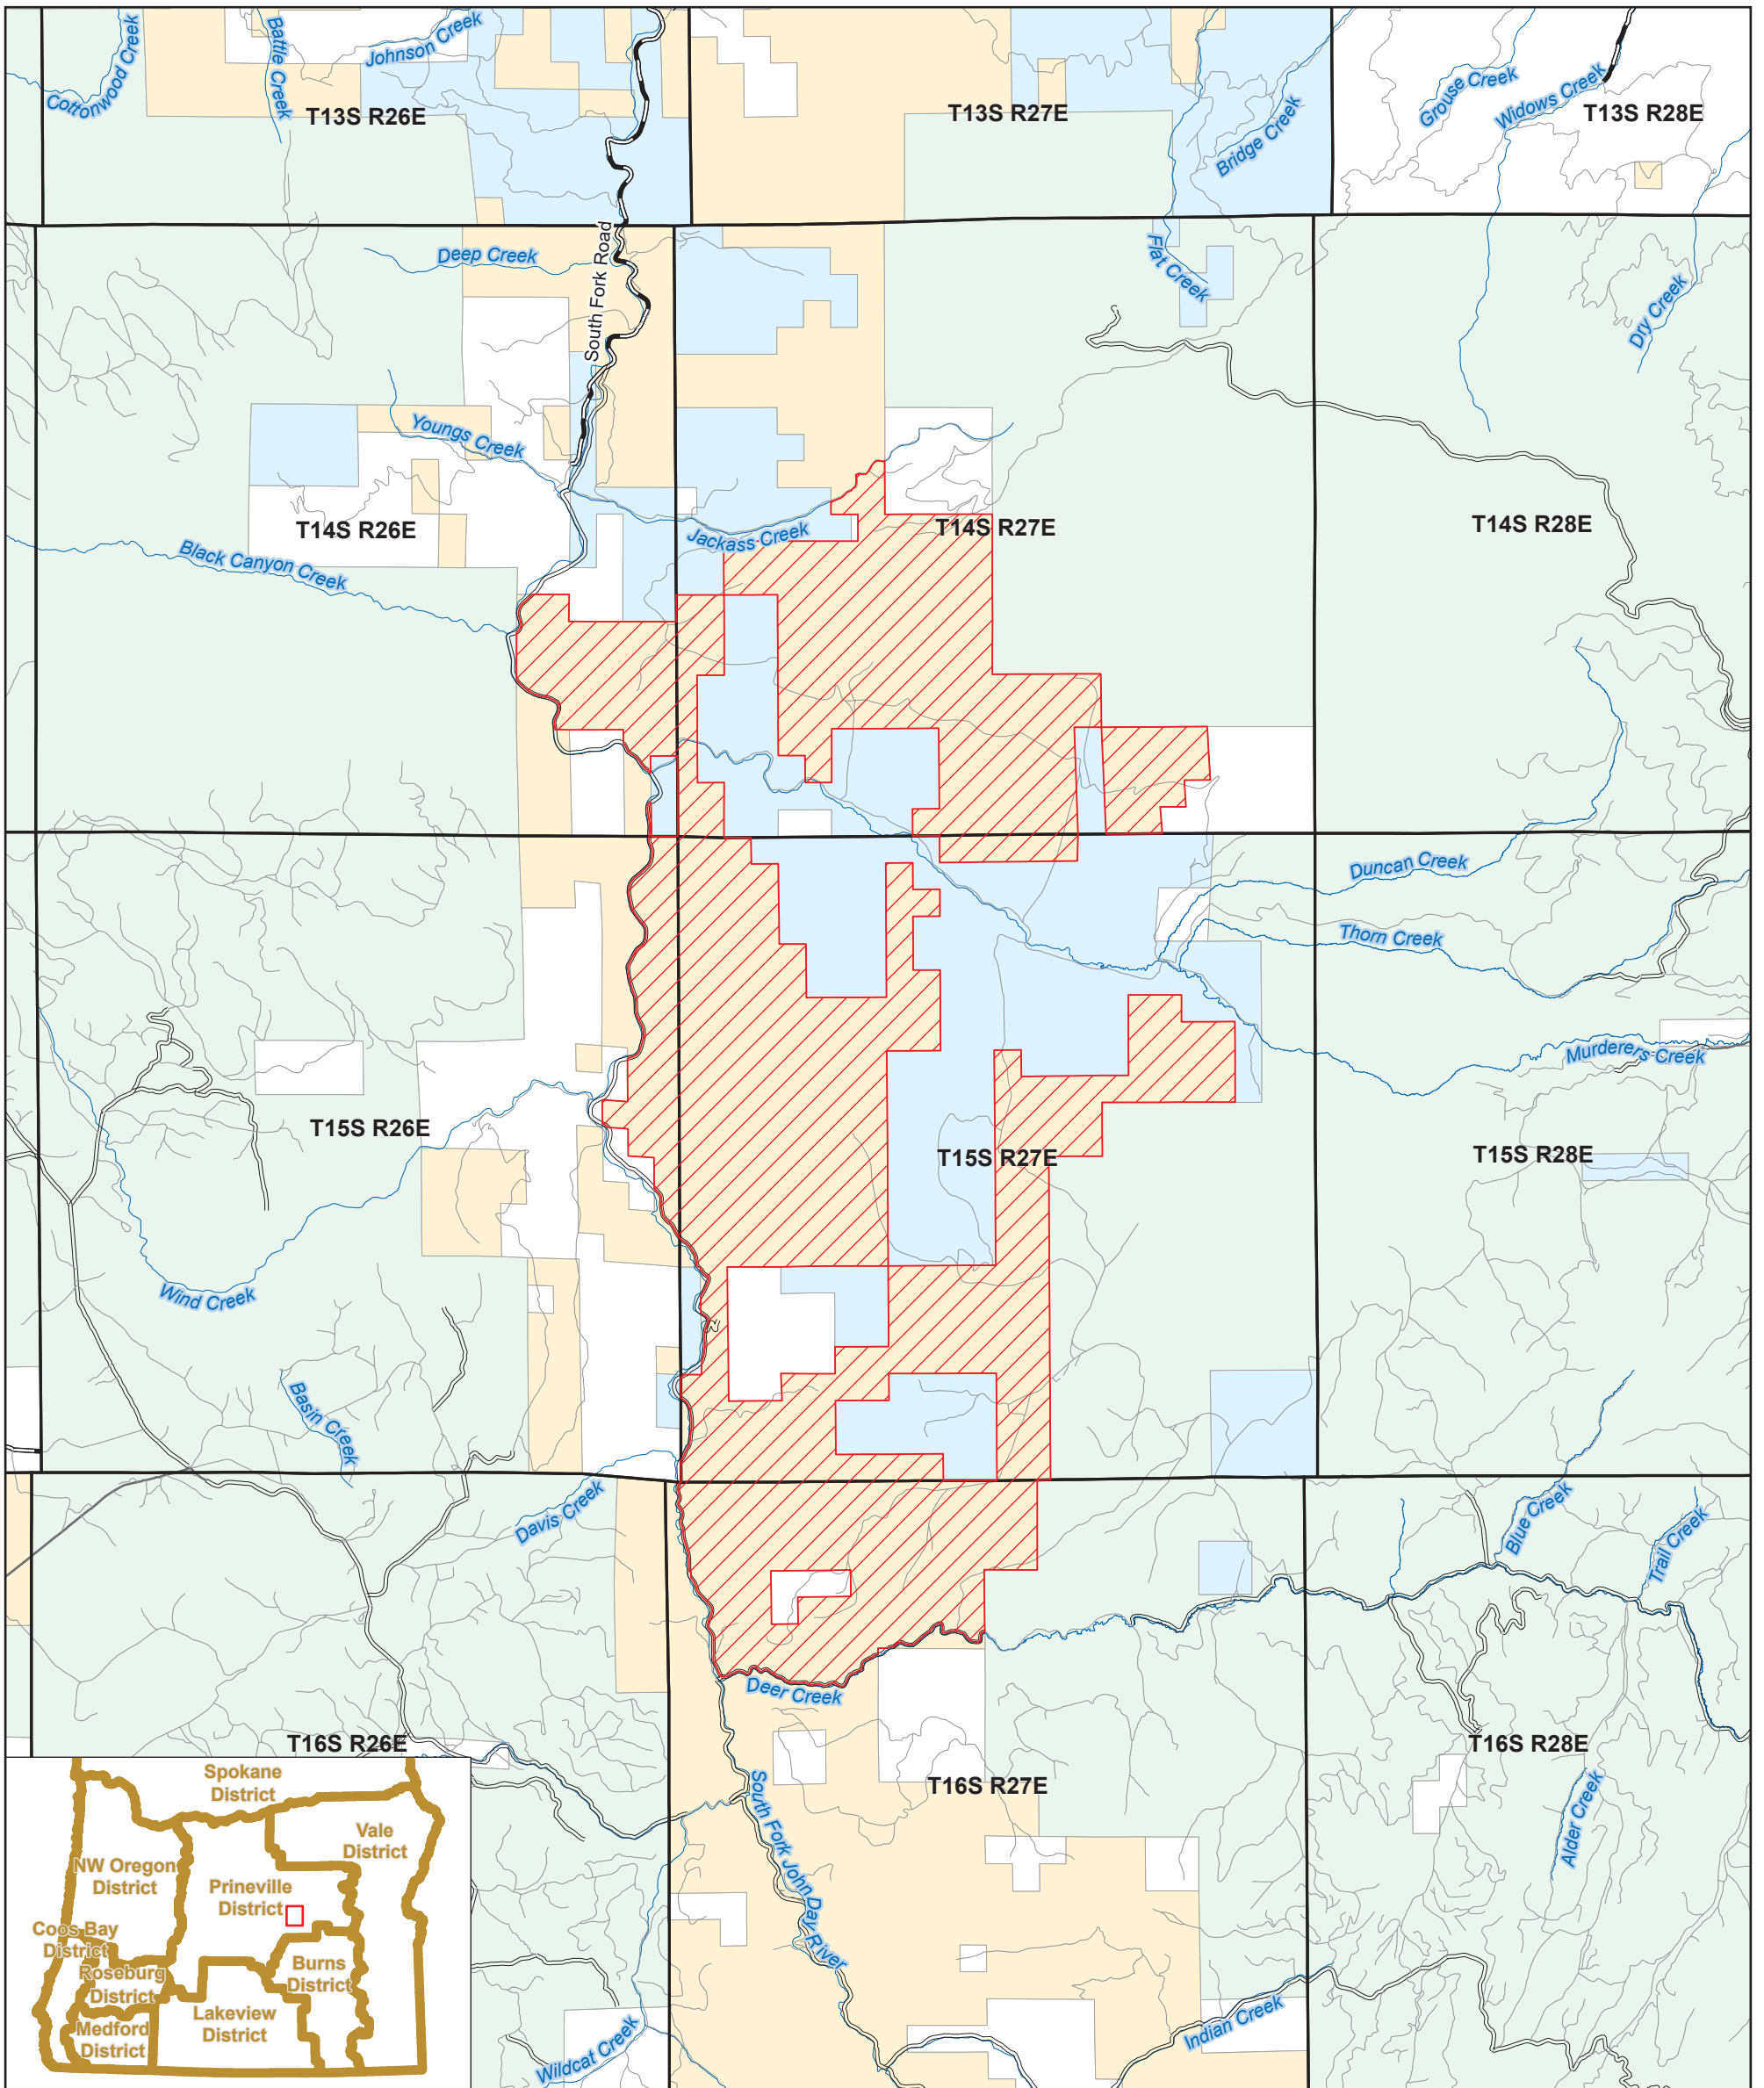 Cottonwood Creek
Battle Creek
Johnson Creek
T13S R26E
T13S R27E
Bridge Creek
Grouse Creek
Widows Creek
T13S R28E
Deep Creek
South Fork Road
Flat Creek
Dry Creek
Youngs Creek
T14S R26E
Jackass Creek
T14S R27E
T14S R28E
Black Canyon Creek
Duncan Creek
Thorn Creek
Murderers Creek
T15S R26E
T15S R27E
T15S R28E
Wind Creek
Basin Creek
Davis Creek
Blue Creek
Trail Creek
Deer Creek
T16S R26E
T16S R27E
T16S R28E
South Fork John Day River
Alder Creek
Indian Creek
Wildcat Creek
Spokane
District
Vale
District
NW Oregon
District
Prineville
District
Coos Bay
District
Roseburg
District
Burns
District
Medford
District
Lakeview
District